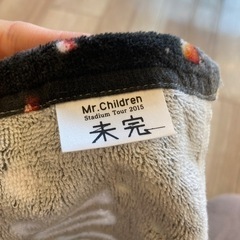 Mr.Children
Stadium Tour 2015
未完